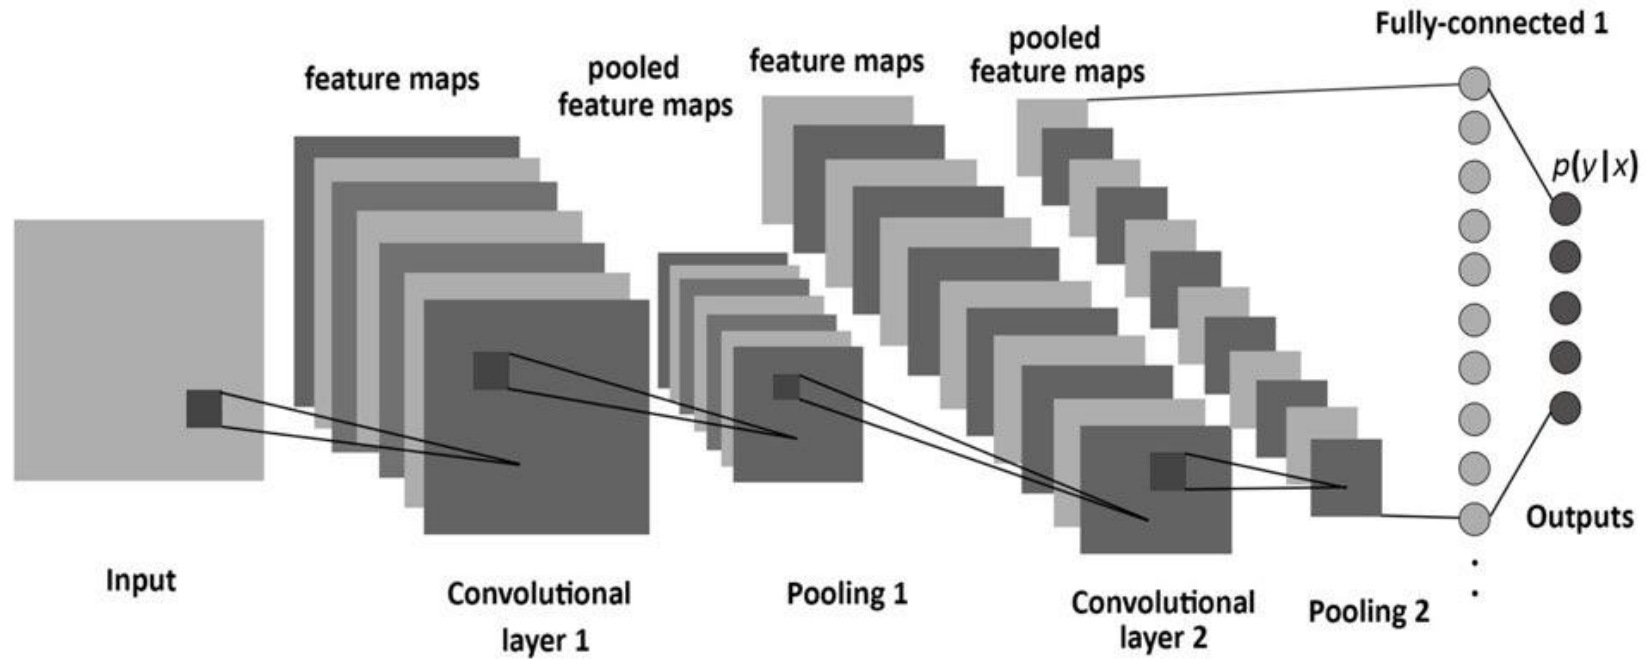 Fully-connected 1
pooled
feature maps
feature maps
pooled
feature maps
feature maps
p(y|x)
Outputs
Input
Convolutional
layer 1
Pooling 1
Convolutional
layer 2
Pooling 2